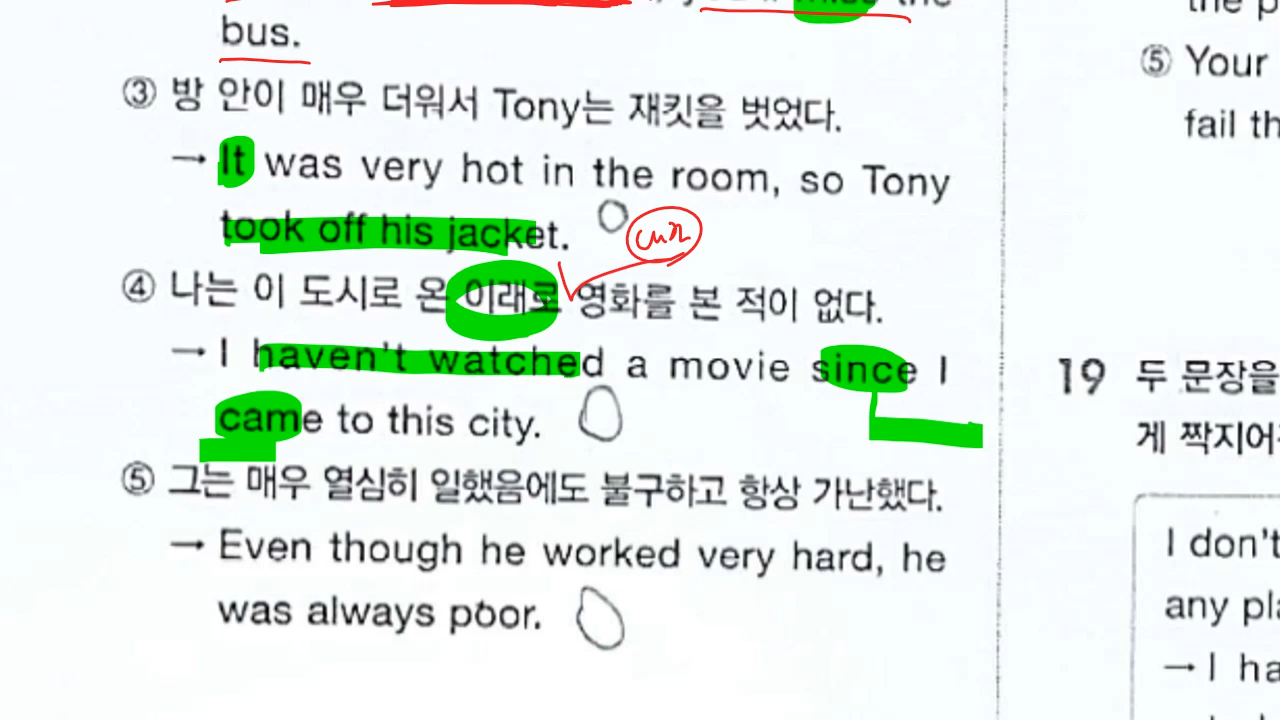 the
bus.
③ 방 안이 매우 더워서 Tony는 재킷을 벗었다.
→ It was very hot in the room, so Tony
took off his jacket.
④ 나는 이 도시로 온 이래로 영화를 본 적이 없다.
→ I haven't watched a movie since I
came to this city.
⑤ 그는 매우 열심히 일했음에도 불구하고 항상 가난했다.
→ Even though he worked very hard, he
was always poor.
the p
⑤ Your
fail th
19 두 문장을
게 짝지어
I don't
any pla
→ I ha